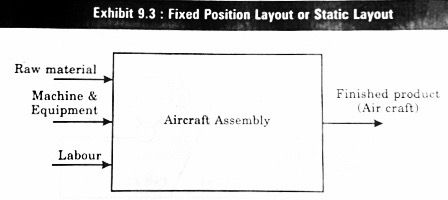 Exhibit 9.3 : Fixed Position Layout or Static Layout
Raw material
Machine &
Equipment
Labour
Aircraft Assembly
Finished product
(Air craft)